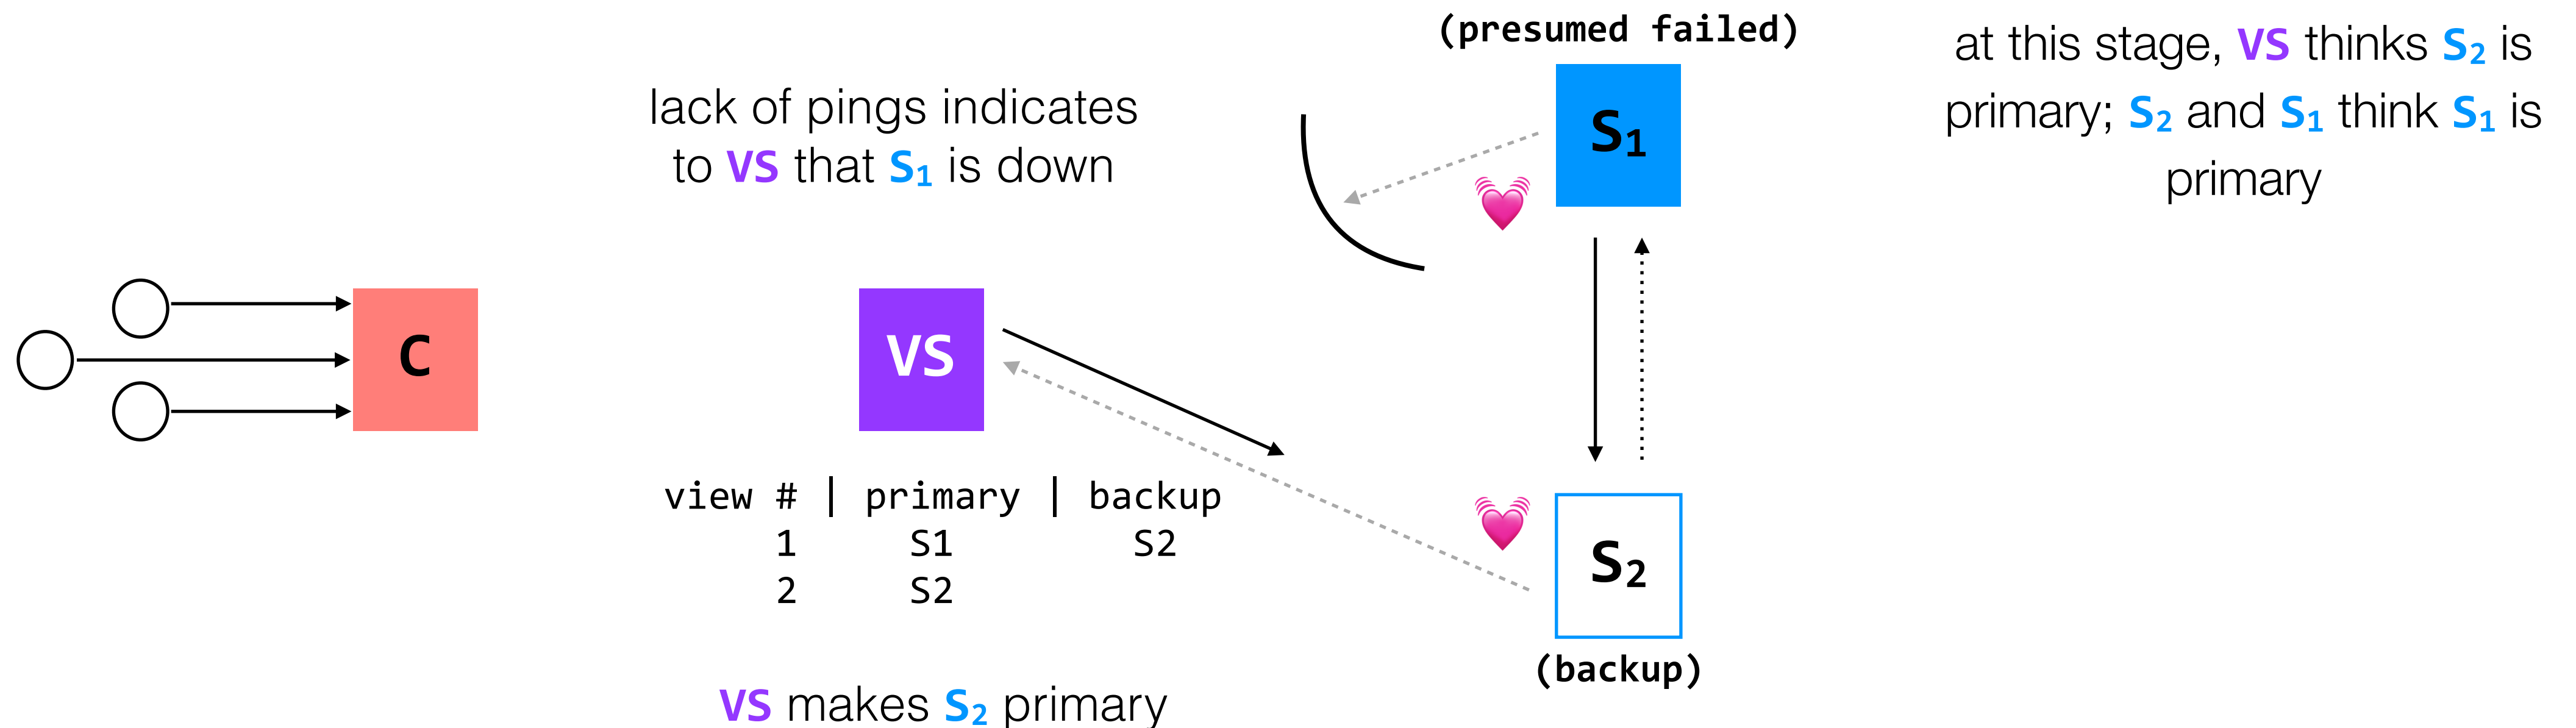 (presumed failed)
at this stage, VS thinks S₂ is
primary; S₂ and S₁ think S₁ is
primary
lack of pings indicates
to VS that S₁ is down
S₁
C
VS
view # | primary | backup
1 S1 S2
2 S2
S₂
(backup)
VS makes S₂ primary